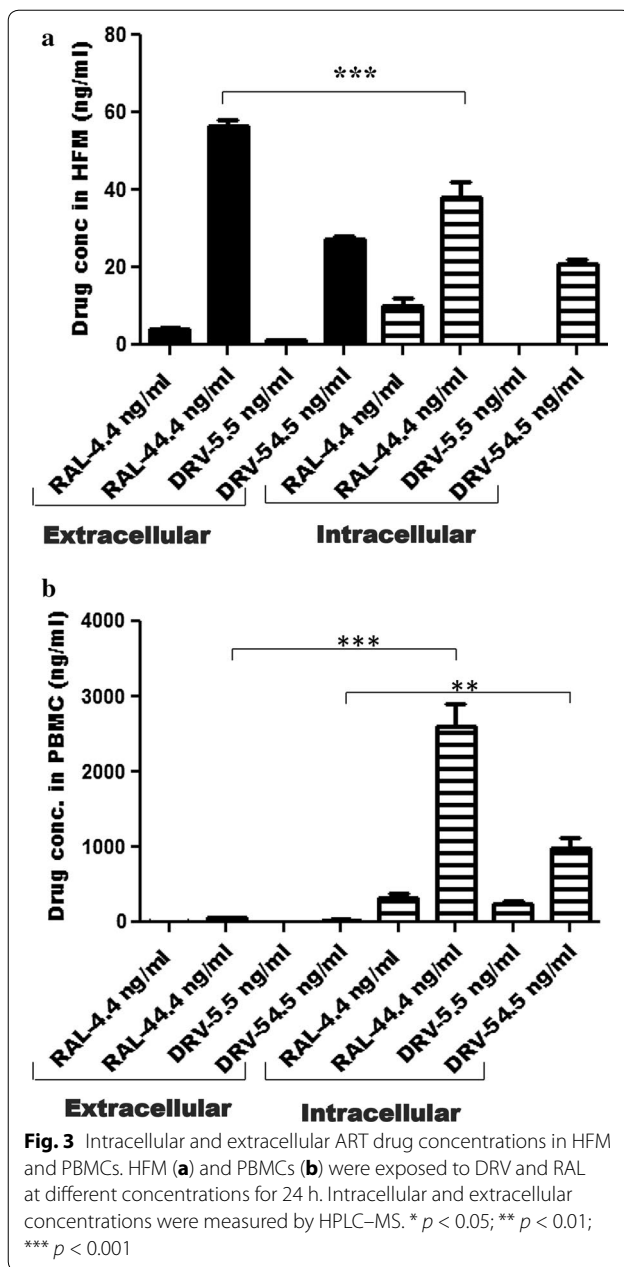 a
Drug conc in HFM (ng/ml)
80
60
40
20
0
***
RAL-4.4 ng/ml
RAL-44.4 ng/ml
DRV-5.5 ng/ml
DRV-54.5 ng/ml
RAL-4.4 ng/ml
RAL-44.4 ng/ml
DRV-5.5 ng/ml
DRV-54.5 ng/ml
Extracellular
Intracellular
b
Drug conc. in PBMC (ng/ml)
4000
3000
2000
1000
0
***
**
RAL-4.4 ng/ml
RAL-44.4 ng/ml
DRV-5.5 ng/ml
DRV-54.5 ng/ml
RAL-4.4 ng/ml
RAL-44.4 ng/ml
DRV-5.5 ng/ml
DRV-54.5 ng/ml
Extracellular
Intracellular
Fig. 3 Intracellular and extracellular ART drug concentrations in HFM
and PBMCs. HFM (a) and PBMCs (b) were exposed to DRV and RAL
at different concentrations for 24 h. Intracellular and extracellular
concentrations were measured by HPLC–MS. * p < 0.05; ** p < 0.01;
*** p < 0.001